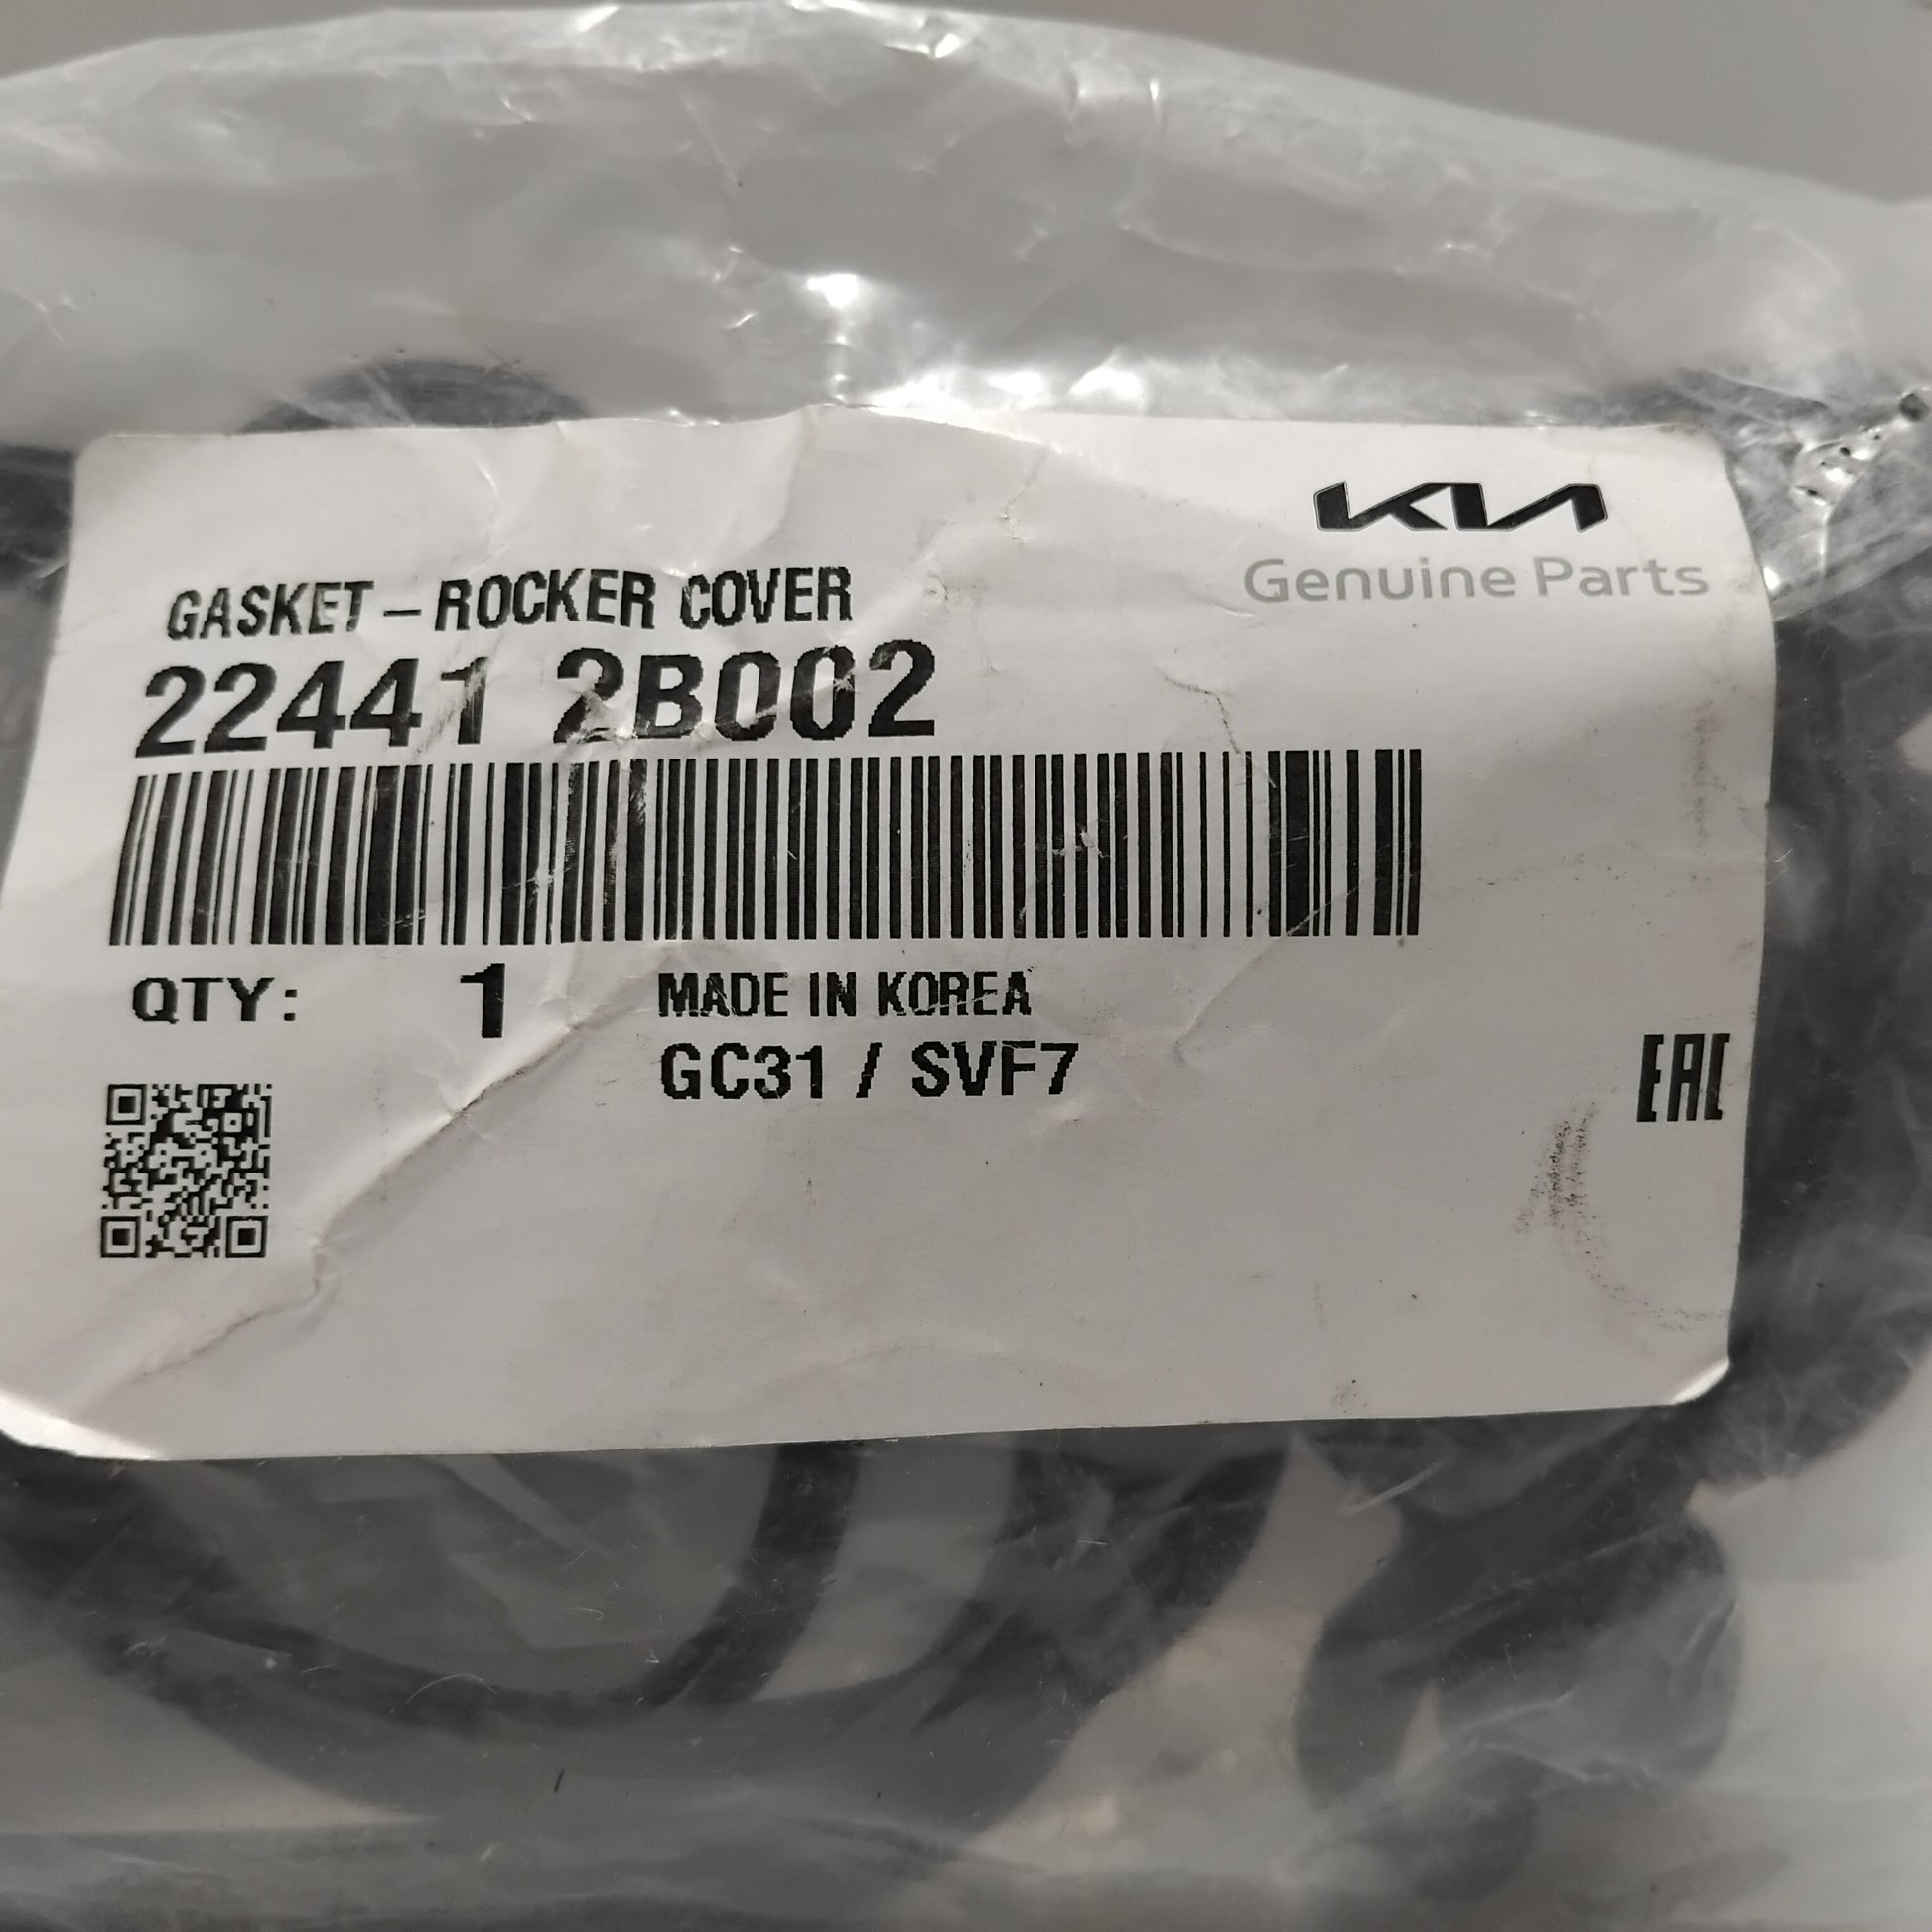 KIA
Genuine Parts
GASKET – ROCKER COVER
22441 2B002
QTY: 1 MADE IN KOREA
GC31 / SVF7
EAC